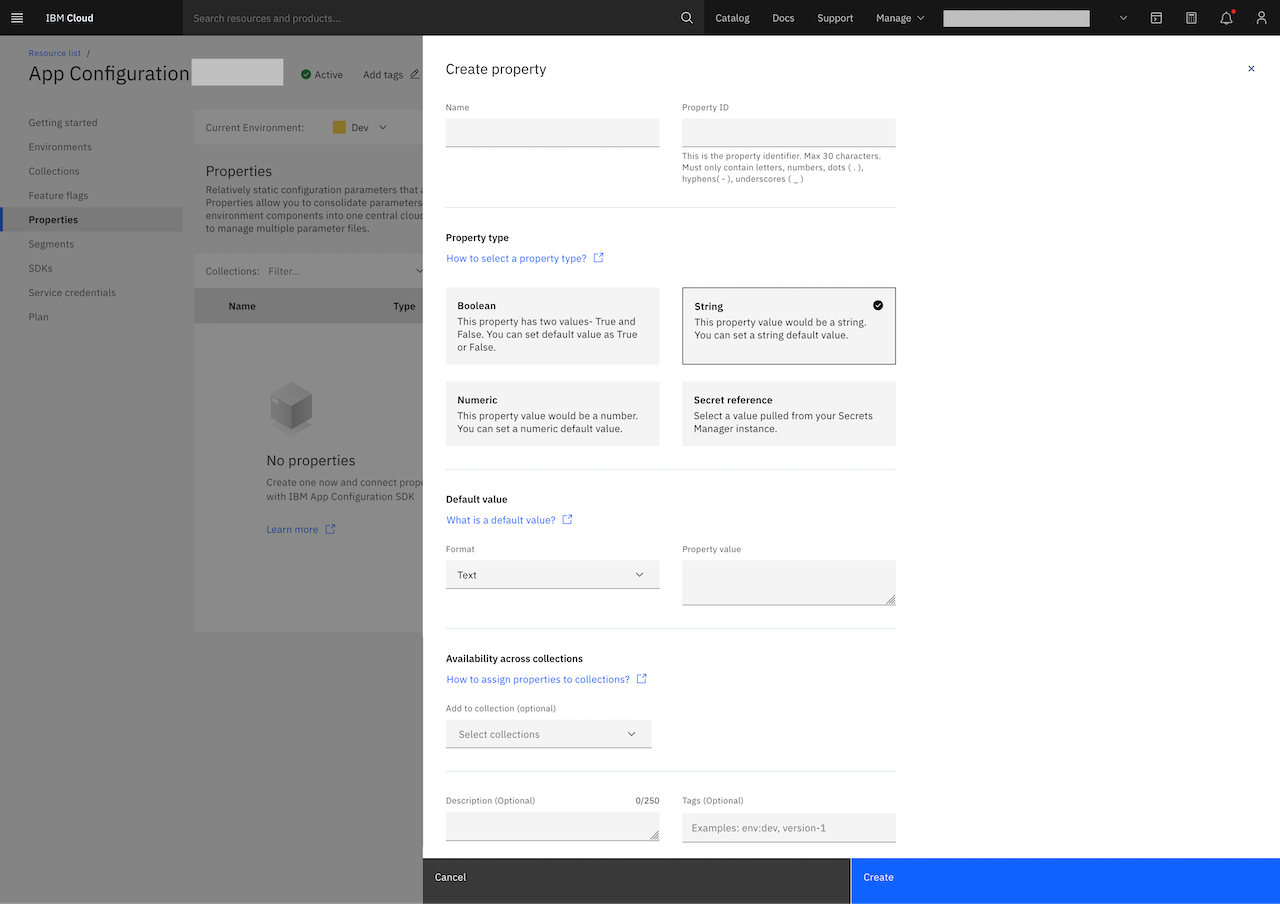 IBM Cloud
Search resources and products...
Catalog
Docs
Support
Manage
Resource list /
App Configuration
Active
Add tags
Getting started
Environments
Collections
Feature flags
Properties
Segments
SDKs
Service credentials
Plan
Current Environment:
Dev
Properties
Relatively static configuration parameters that
Properties allow you to consolidate parameters
environment components into one central cloud
to manage multiple parameter files.
Collections: Filter...
Name
Type
No properties
Create one now and connect prope
with IBM App Configuration SDK
Learn more
Create property
Name
Property ID
This is the property identifier. Max 30 characters.
Must only contain letters, numbers, dots ( . ),
hyphens( - ), underscores ( _ )
Property type
How to select a property type?
Boolean
This property has two values- True and
False. You can set default value as True
or False.
String
This property value would be a string.
You can set a string default value.
Numeric
This property value would be a number.
You can set a numeric default value.
Secret reference
Select a value pulled from your Secrets
Manager instance.
Default value
What is a default value?
Format
Text
Property value
Availability across collections
How to assign properties to collections?
Add to collection (optional)
Select collections
Description (Optional)
0/250
Tags (Optional)
Examples: env:dev, version-1
Cancel
Create